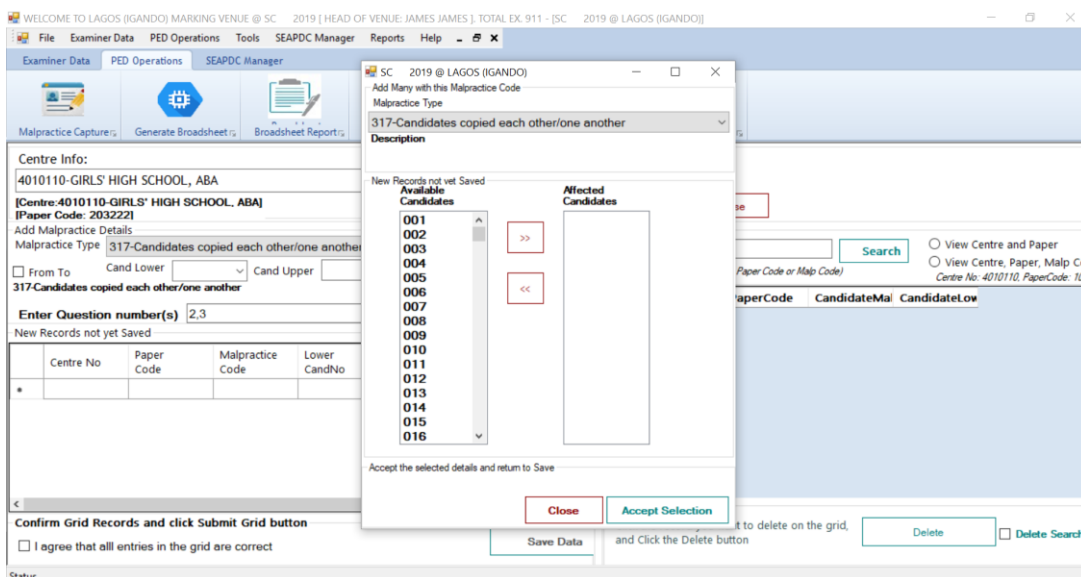 WELCOME TO LAGOS (IGANDO) MARKING VENUE @ SC 2019 [ HEAD OF VENUE: JAMES JAMES ]. TOTAL EX. 911 - [SC 2019 @ LAGOS (IGANDO)]
File Examiner Data PED Operations Tools SEAPDC Manager Reports Help
Examiner Data PED Operations SEAPDC Manager
Malpractice Capture Generate Broadsheet Broadsheet Report
Centre Info:
4010110-GIRLS' HIGH SCHOOL, ABA
[Centre:4010110-GIRLS' HIGH SCHOOL, ABA]
[Paper Code: 203222]
Add Malpractice Details
Malpractice Type 317-Candidates copied each other/one another
From To Cand Lower Cand Upper
317-Candidates copied each other/one another
Enter Question number(s) 2,3
New Records not yet Saved
Centre No Paper Code Malpractice Code Lower CandNo
*
Confirm Grid Records and click Submit Grid button
I agree that alll entries in the grid are correct
Save Data
Status
SC 2019 @ LAGOS (IGANDO)
Add Many with this Malpractice Code
Malpractice Type
317-Candidates copied each other/one another
Description
New Records not yet Saved
Available Candidates
Affected Candidates
001
002
003
004
005
006
007
008
009
010
011
012
013
014
015
016
>>
<<
Accept the selected details and return to Save
Close Accept Selection
se
Search
View Centre and Paper
View Centre, Paper, Malp C
Paper Code or Malp Code)
Centre No: 4010110, PaperCode: 10
PaperCode CandidateMal CandidateLow
t to delete on the grid,
and Click the Delete button
Delete
Delete Search